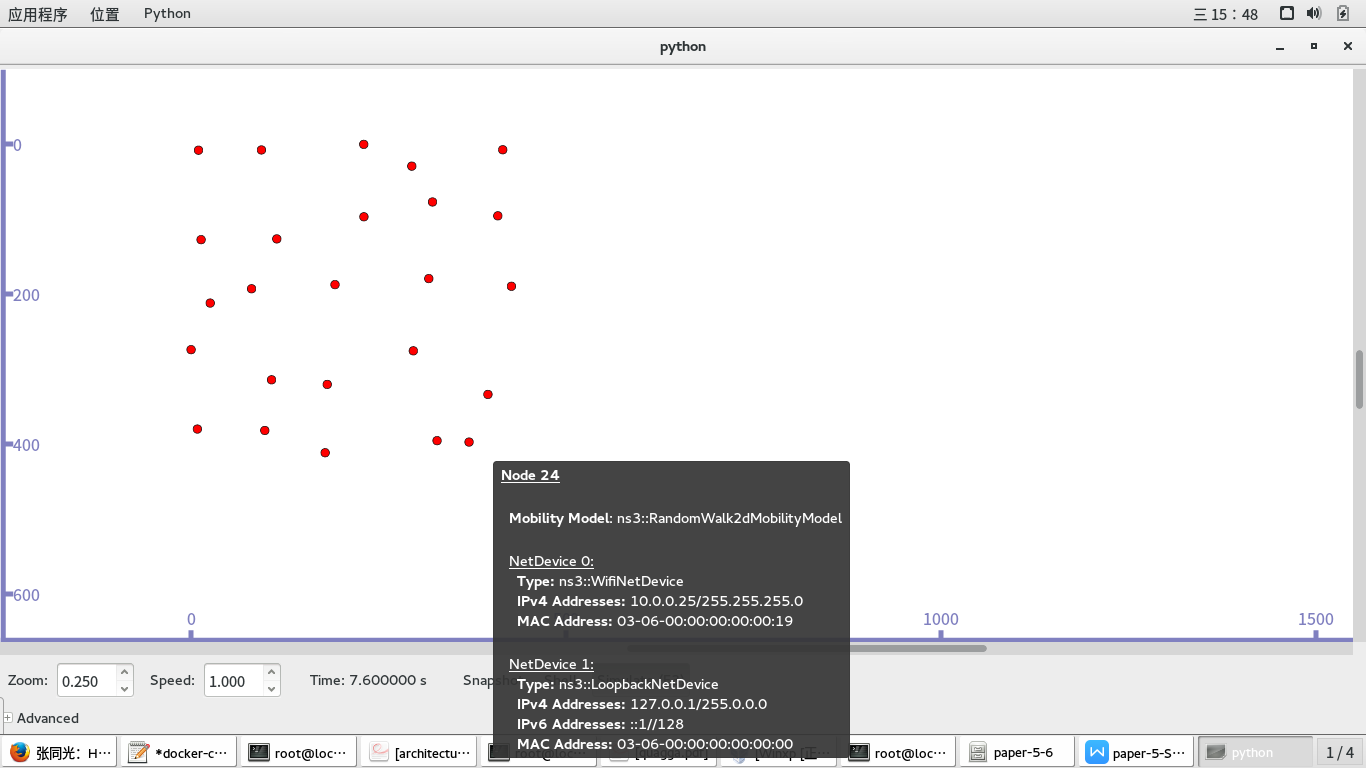 应用程序 位置 Python 三 15：48
python
0
200
400
600
0 1000 1500
Node 24
Mobility Model: ns3::RandomWalk2dMobilityModel
NetDevice 0:
Type: ns3::WifiNetDevice
IPv4 Addresses: 10.0.0.25/255.255.255.0
MAC Address: 03-06-00:00:00:00:00:19
NetDevice 1:
Type: ns3::LoopbackNetDevice
IPv4 Addresses: 127.0.0.1/255.0.0.0
IPv6 Addresses: ::1//128
MAC Address: 03-06-00:00:00:00:00:00
Zoom: 0.250 Speed: 1.000 Time: 7.600000 s Snaps
Advanced
张同光：H… *docker-c… root@loc… [architectu… [quagga.pdf] root@loc… paper-5-6 paper-5-S… python 1 / 4